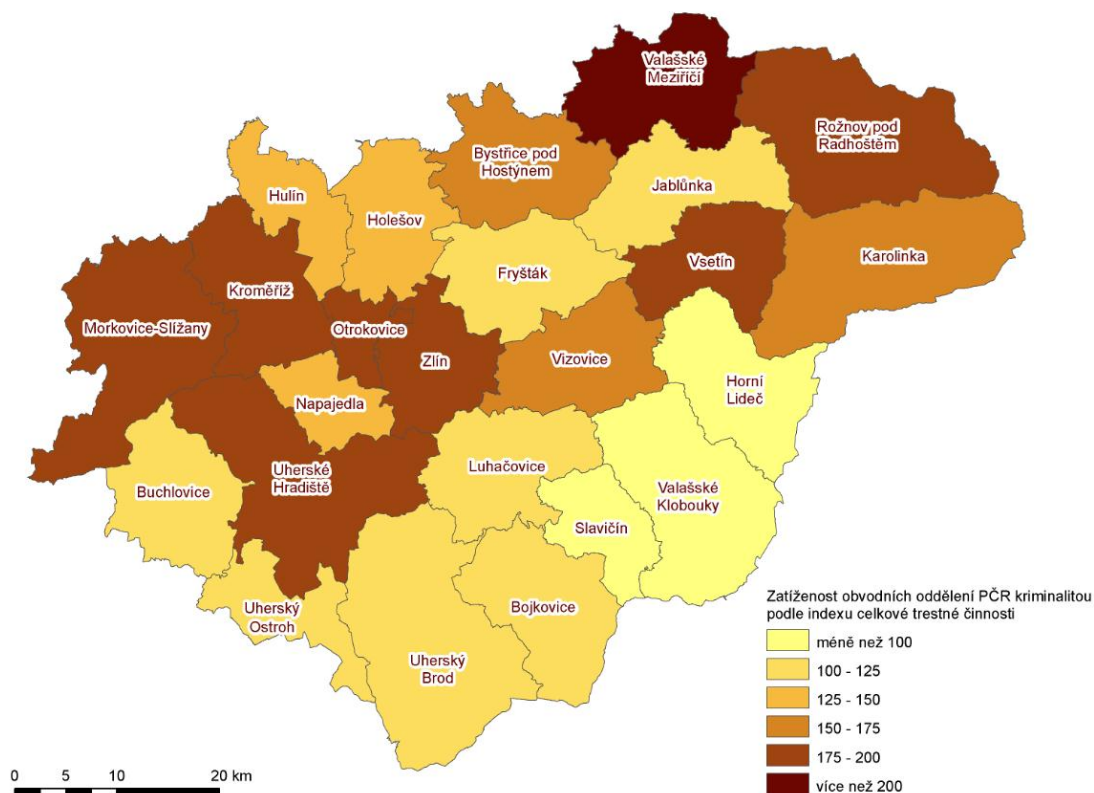 Valašské
Meziříčí
Rožnov pod
Radhoštěm
Bystřice pod
Hostýnem
Jablůnka
Hulín
Holešov
Fryšták
Vsetín
Karolinka
Kroměříž
Morkovice-Slížany
Otrokovice
Zlín
Vizovice
Horní
Lideč
Napajedla
Luhačovice
Uherské
Hradiště
Buchlovice
Valašské
Klobouky
Slavičín
Uherský
Ostroh
Bojkovice
Uherský
Brod
Zatíženost obvodních oddělení PČR kriminalitou
podle indexu celkové trestné činnosti
méně než 100
100 - 125
125 - 150
150 - 175
175 - 200
více než 200
0 5 10 20 km